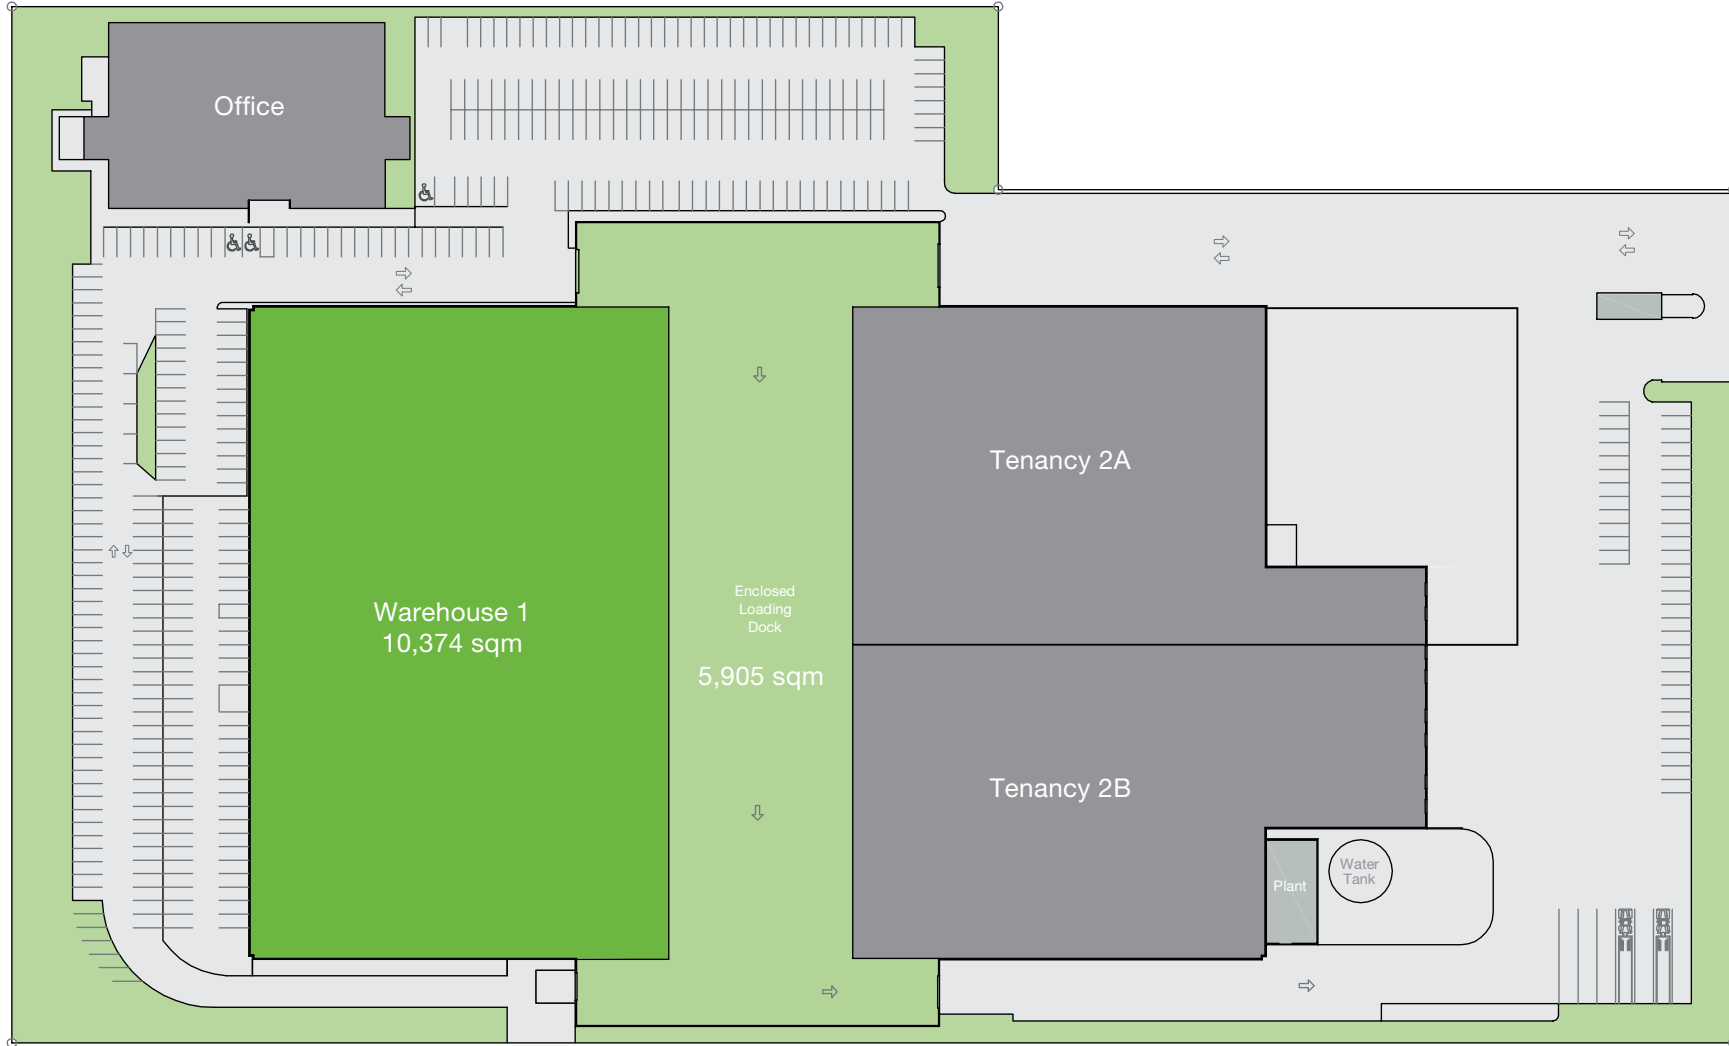 Office
Tenancy 2A
Enclosed
Loading
Dock
Warehouse 1
10,374 sqm
5,905 sqm
Tenancy 2B
Water
Tank
Plant